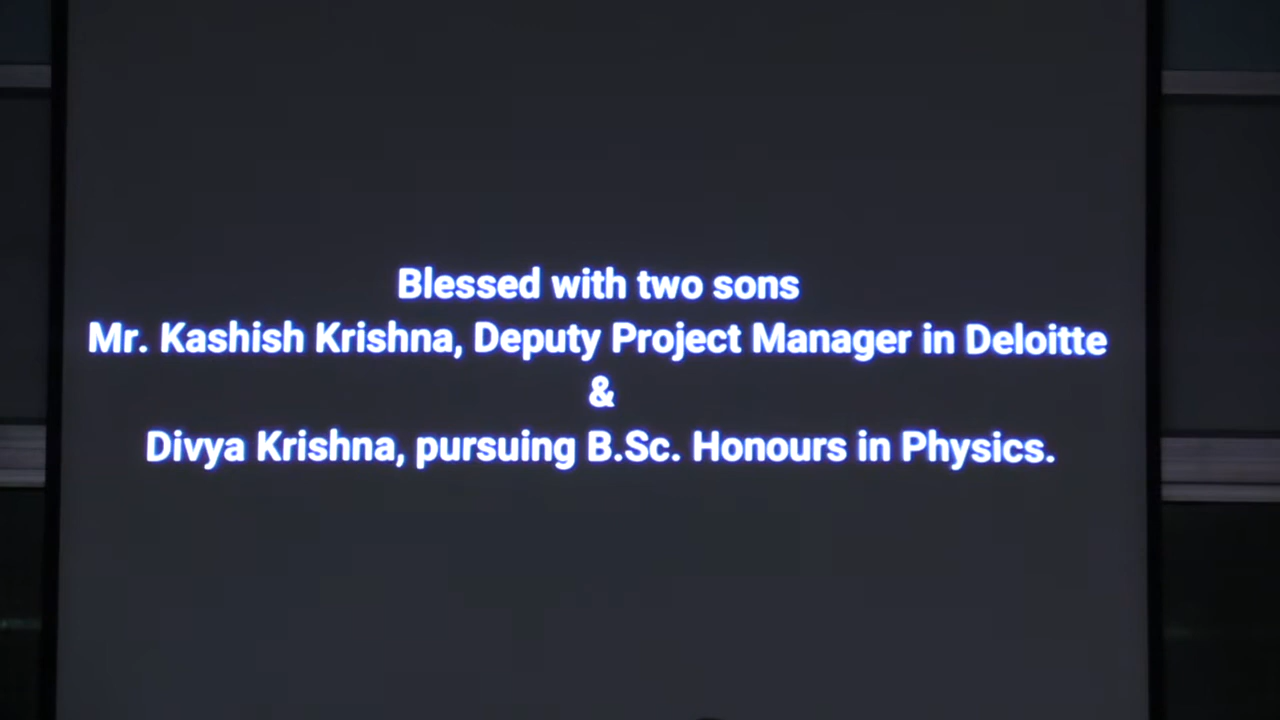 Blessed with two sons
Mr. Kashish Krishna, Deputy Project Manager in Deloitte
&
Divya Krishna, pursuing B.Sc. Honours in Physics.